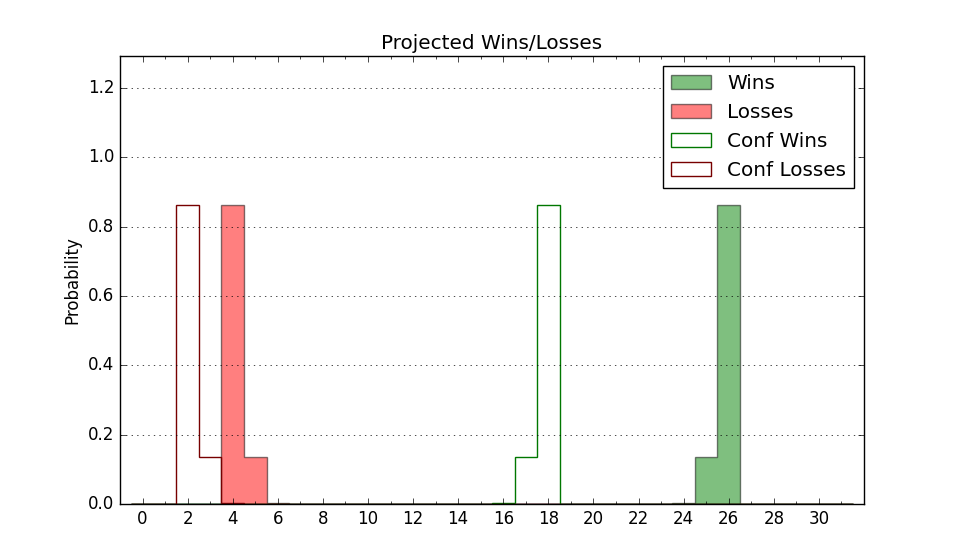 Projected Wins/Losses
Probability
1.2
1.0
0.8
0.6
0.4
0.2
0.0
0 2 4 6 8 10 12 14 16 18 20 22 24 26 28 30
Wins
Losses
Conf Wins
Conf Losses